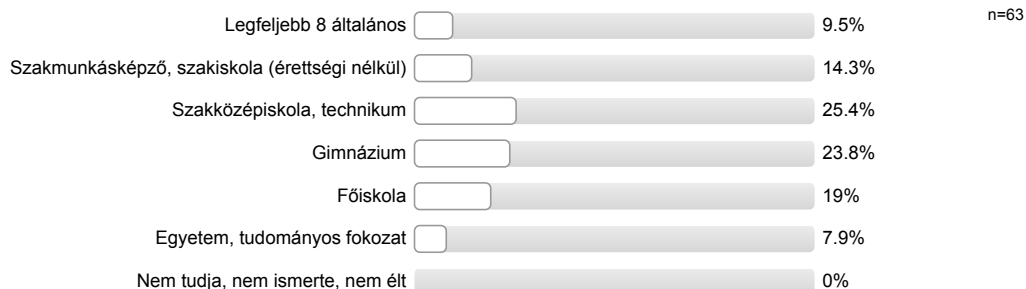 Legfeljebb 8 általános 9.5% n=63
Szakmunkásképző, szakiskola (érettségi nélkül) 14.3%
Szakközépiskola, technikum 25.4%
Gimnázium 23.8%
Főiskola 19%
Egyetem, tudományos fokozat 7.9%
Nem tudja, nem ismerte, nem élt 0%